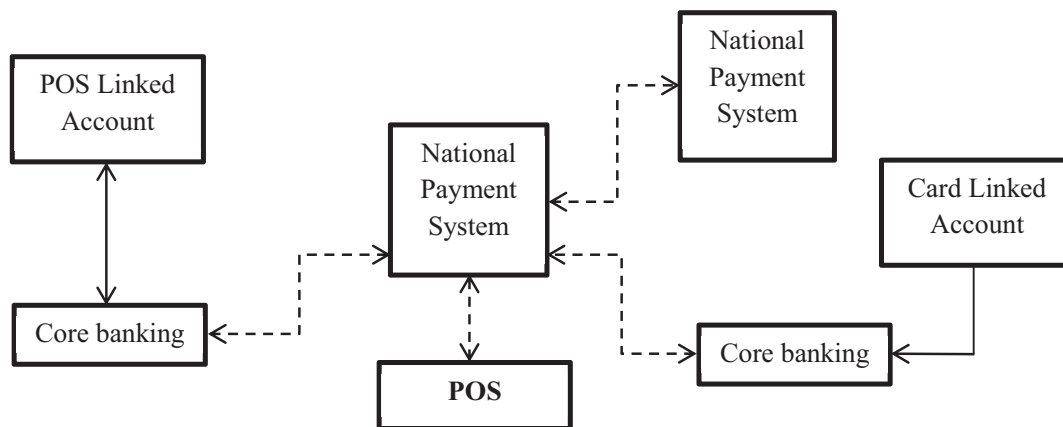 National
Payment
System
POS Linked
Account
National
Payment
System
Card Linked
Account
Core banking
Core banking
POS